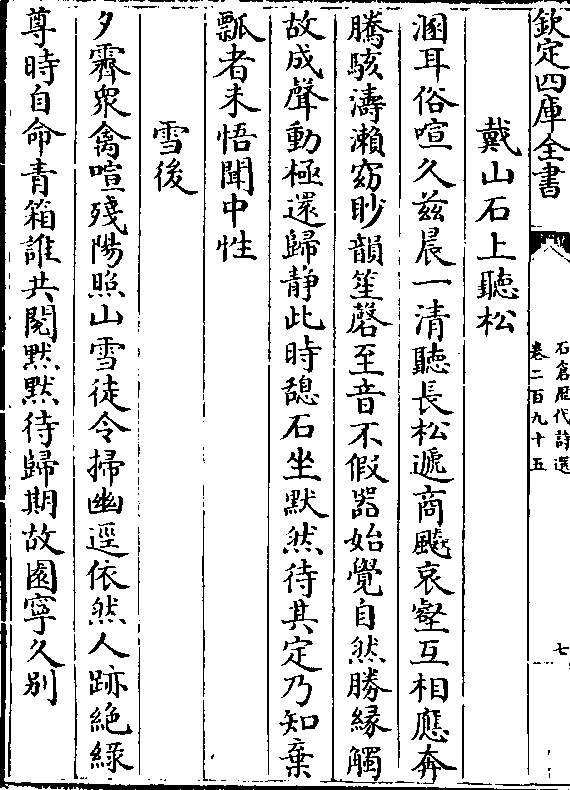 欽定四庫全書
石倉歷代詩選
卷二百九十五
七
戴山石上聽松
溷耳俗喧久茲晨一清聽長松遞商飈哀壑互相應奔
騰駭濤瀨窈眇韻笙磬至音不假器始覺自然勝緣觸
故成聲動極還歸静此時憩石坐默然待其定乃知棄
瓢者未悟聞中性
雪後
夕霽衆禽喧殘陽照山雪徒令掃幽逕依然人跡絶緑
尊時自命青箱誰共閱默默待歸期故園寧久别